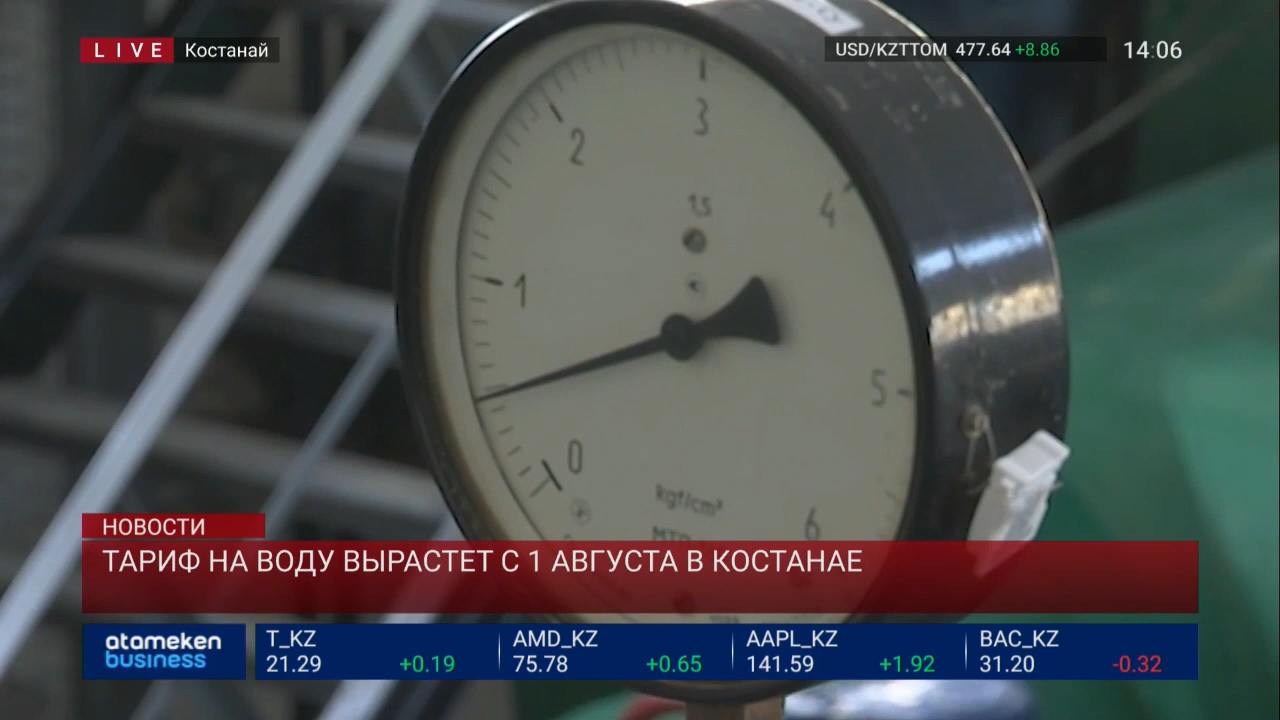 LIVE Костанай
USD/KZTTOM 477.64 +8.86
14:06
3
2
1,5
4
1
5
0
kgf/cm²
6
НОВОСТИ
ТАРИФ НА ВОДУ ВЫРАСТЕТ С 1 АВГУСТА В КОСТАНАЕ
atameken
business
T_KZ
21.29 +0.19
AMD_KZ
75.78 +0.65
AAPL_KZ
141.59 +1.92
BAC_KZ
31.20 -0.32